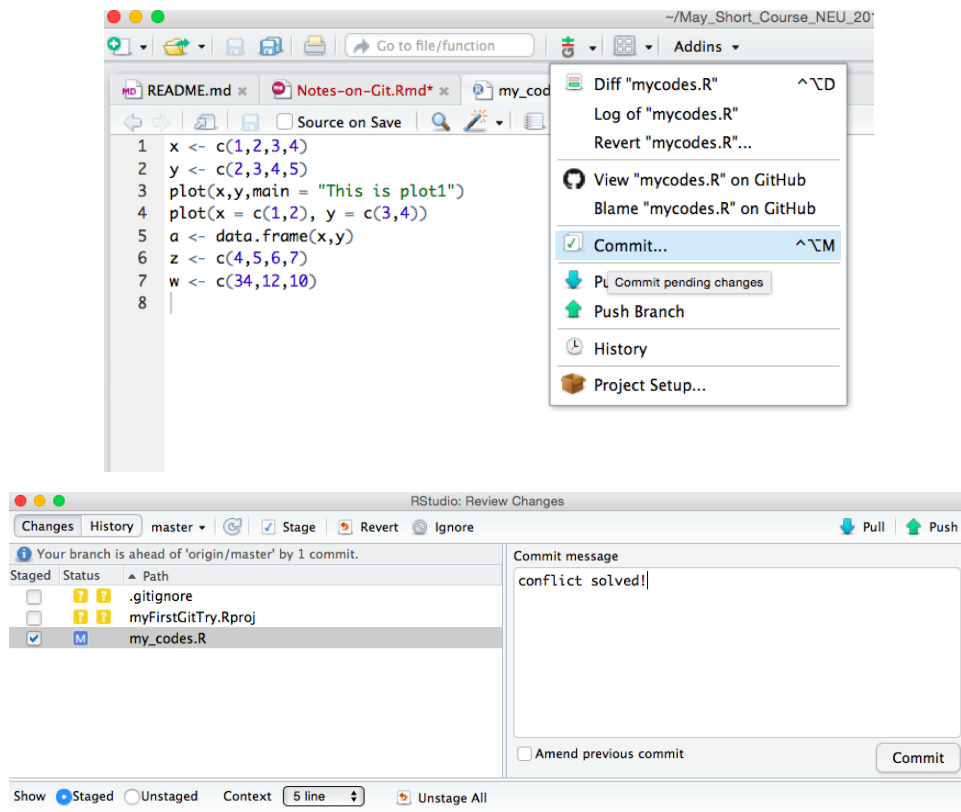 ~/May_Short_Course_NEU_201
Go to file/function Addins
README.md Notes-on-Git.Rmd* my_cod
Source on Save
1 x <- c(1,2,3,4)
2 y <- c(2,3,4,5)
3 plot(x,y,main = "This is plot1")
4 plot(x = c(1,2), y = c(3,4))
5 a <- data.frame(x,y)
6 z <- c(4,5,6,7)
7 w <- c(34,12,10)
8
Diff "mycodes.R" ^⌥D
Log of "mycodes.R"
Revert "mycodes.R"...
View "mycodes.R" on GitHub
Blame "mycodes.R" on GitHub
Commit... ^⌥M
Commit pending changes
Push Branch
History
Project Setup...
RStudio: Review Changes
Changes History master Stage Revert Ignore Pull Push
Your branch is ahead of 'origin/master' by 1 commit.
Staged Status Path
? ? .gitignore
? ? myFirstGitTry.Rproj
M my_codes.R
Commit message
conflict solved!
Amend previous commit Commit
Show Staged Unstaged Context 5 line Unstage All